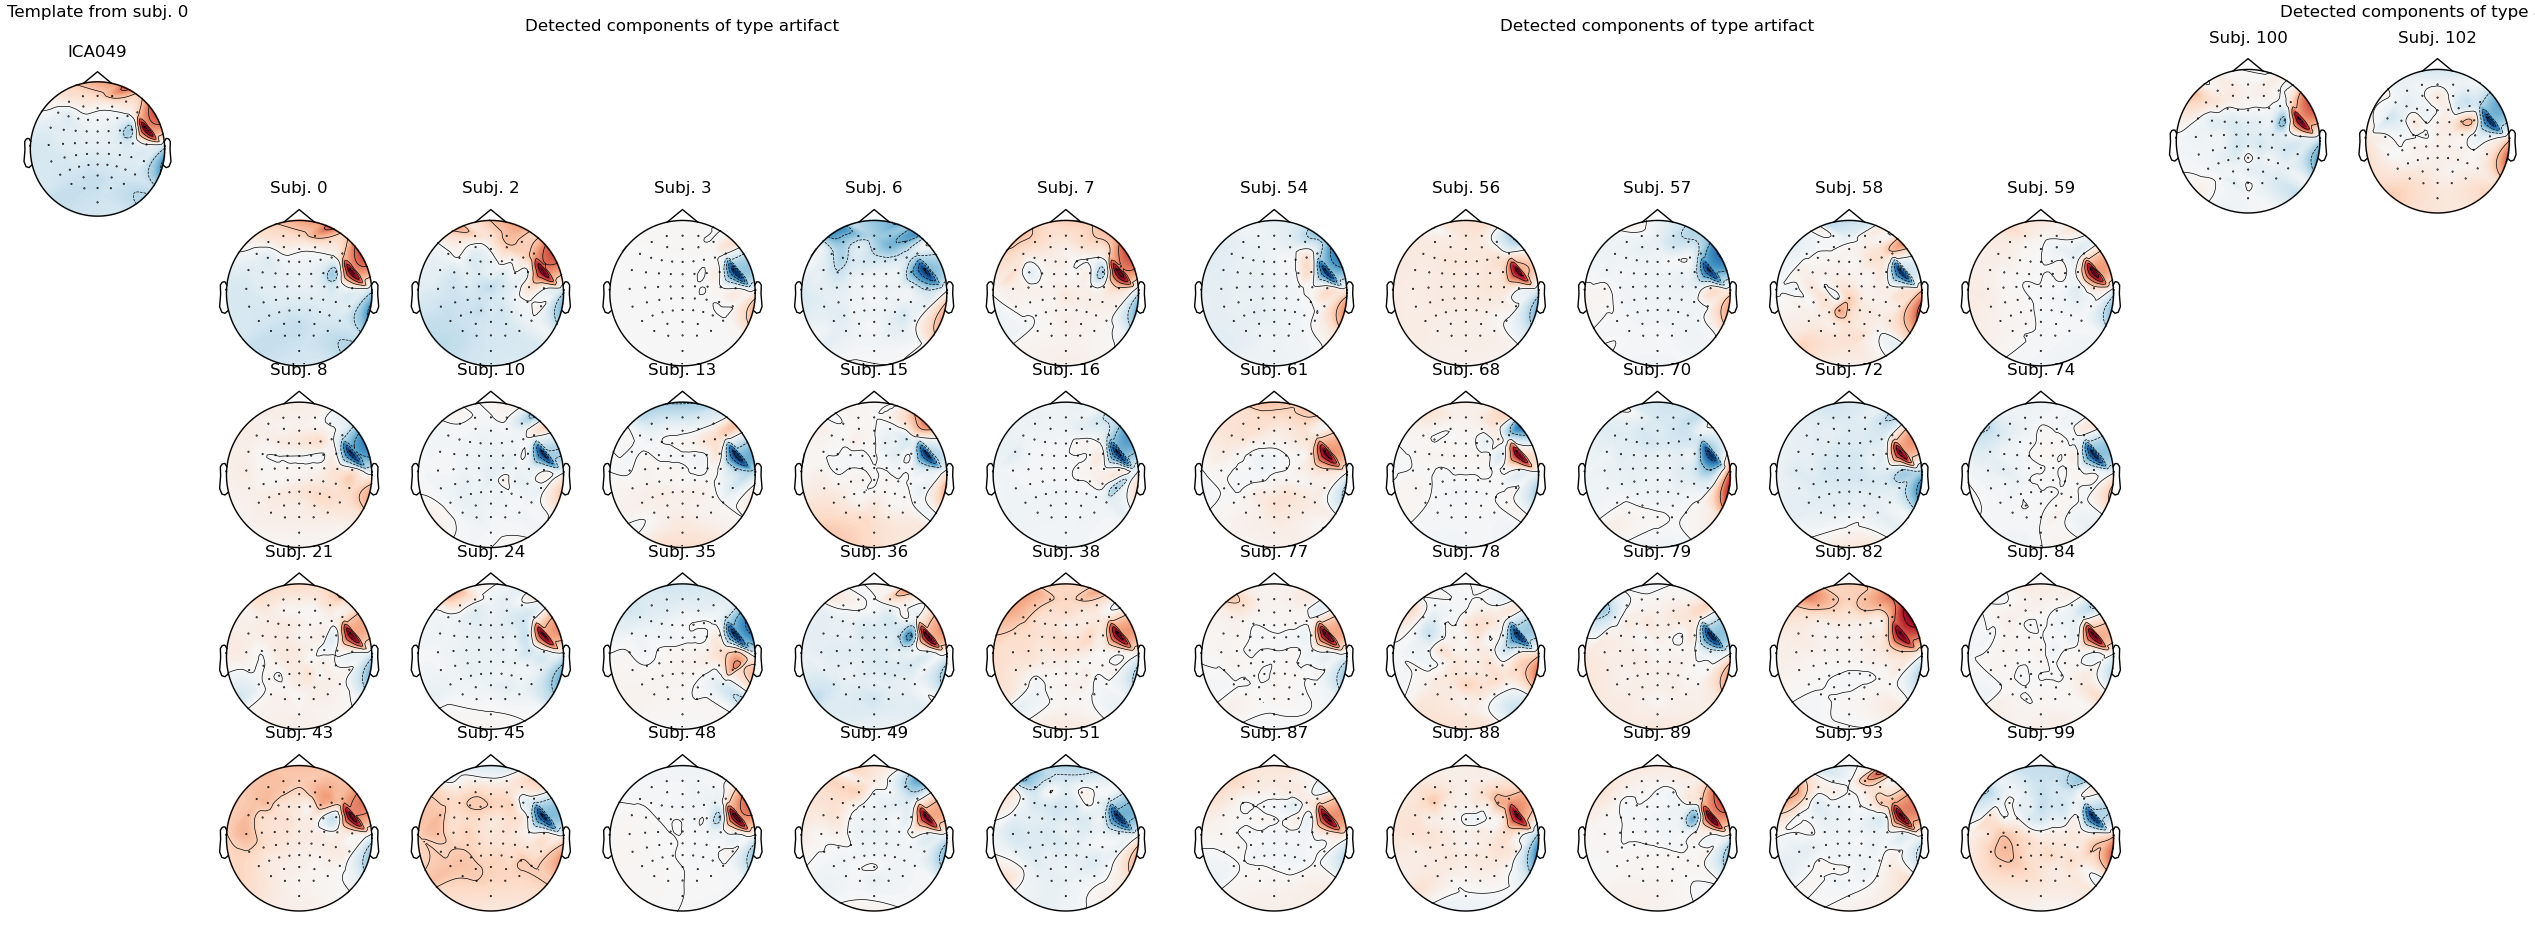 Template from subj. 0
ICA049
Detected components of type artifact
Subj. 0 Subj. 2 Subj. 3 Subj. 6 Subj. 7
Subj. 8 Subj. 10 Subj. 13 Subj. 15 Subj. 16
Subj. 21 Subj. 24 Subj. 35 Subj. 36 Subj. 38
Subj. 43 Subj. 45 Subj. 48 Subj. 49 Subj. 51
Detected components of type artifact
Subj. 54 Subj. 56 Subj. 57 Subj. 58 Subj. 59
Subj. 61 Subj. 68 Subj. 70 Subj. 72 Subj. 74
Subj. 77 Subj. 78 Subj. 79 Subj. 82 Subj. 84
Subj. 87 Subj. 88 Subj. 89 Subj. 93 Subj. 99
Detected components of type
Subj. 100 Subj. 102